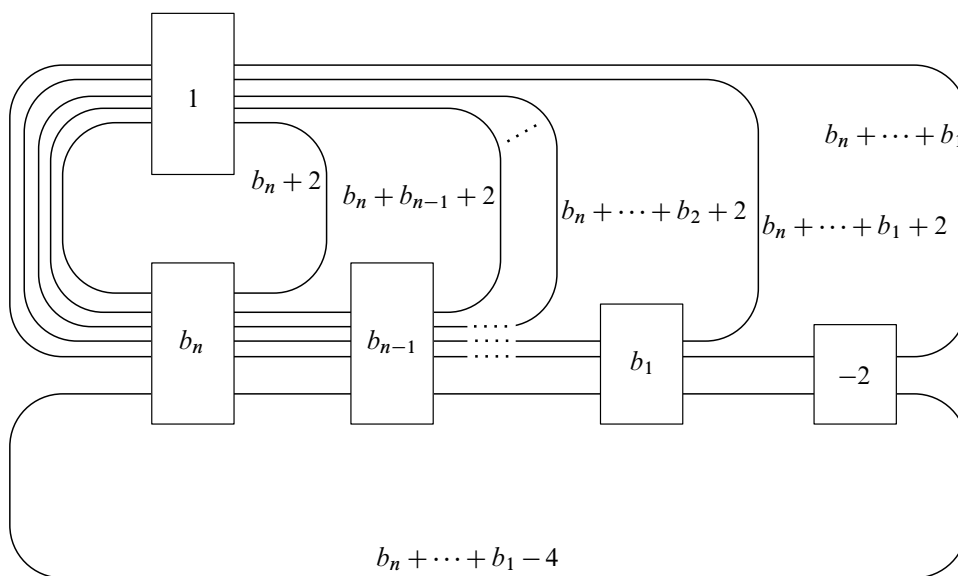 1
b_n + ⋯ + b_1
b_n + 2
b_n + b_{n−1} + 2
b_n + ⋯ + b_2 + 2
b_n + ⋯ + b_1 + 2
b_n
b_{n−1}
b_1
−2
b_n + ⋯ + b_1 − 4